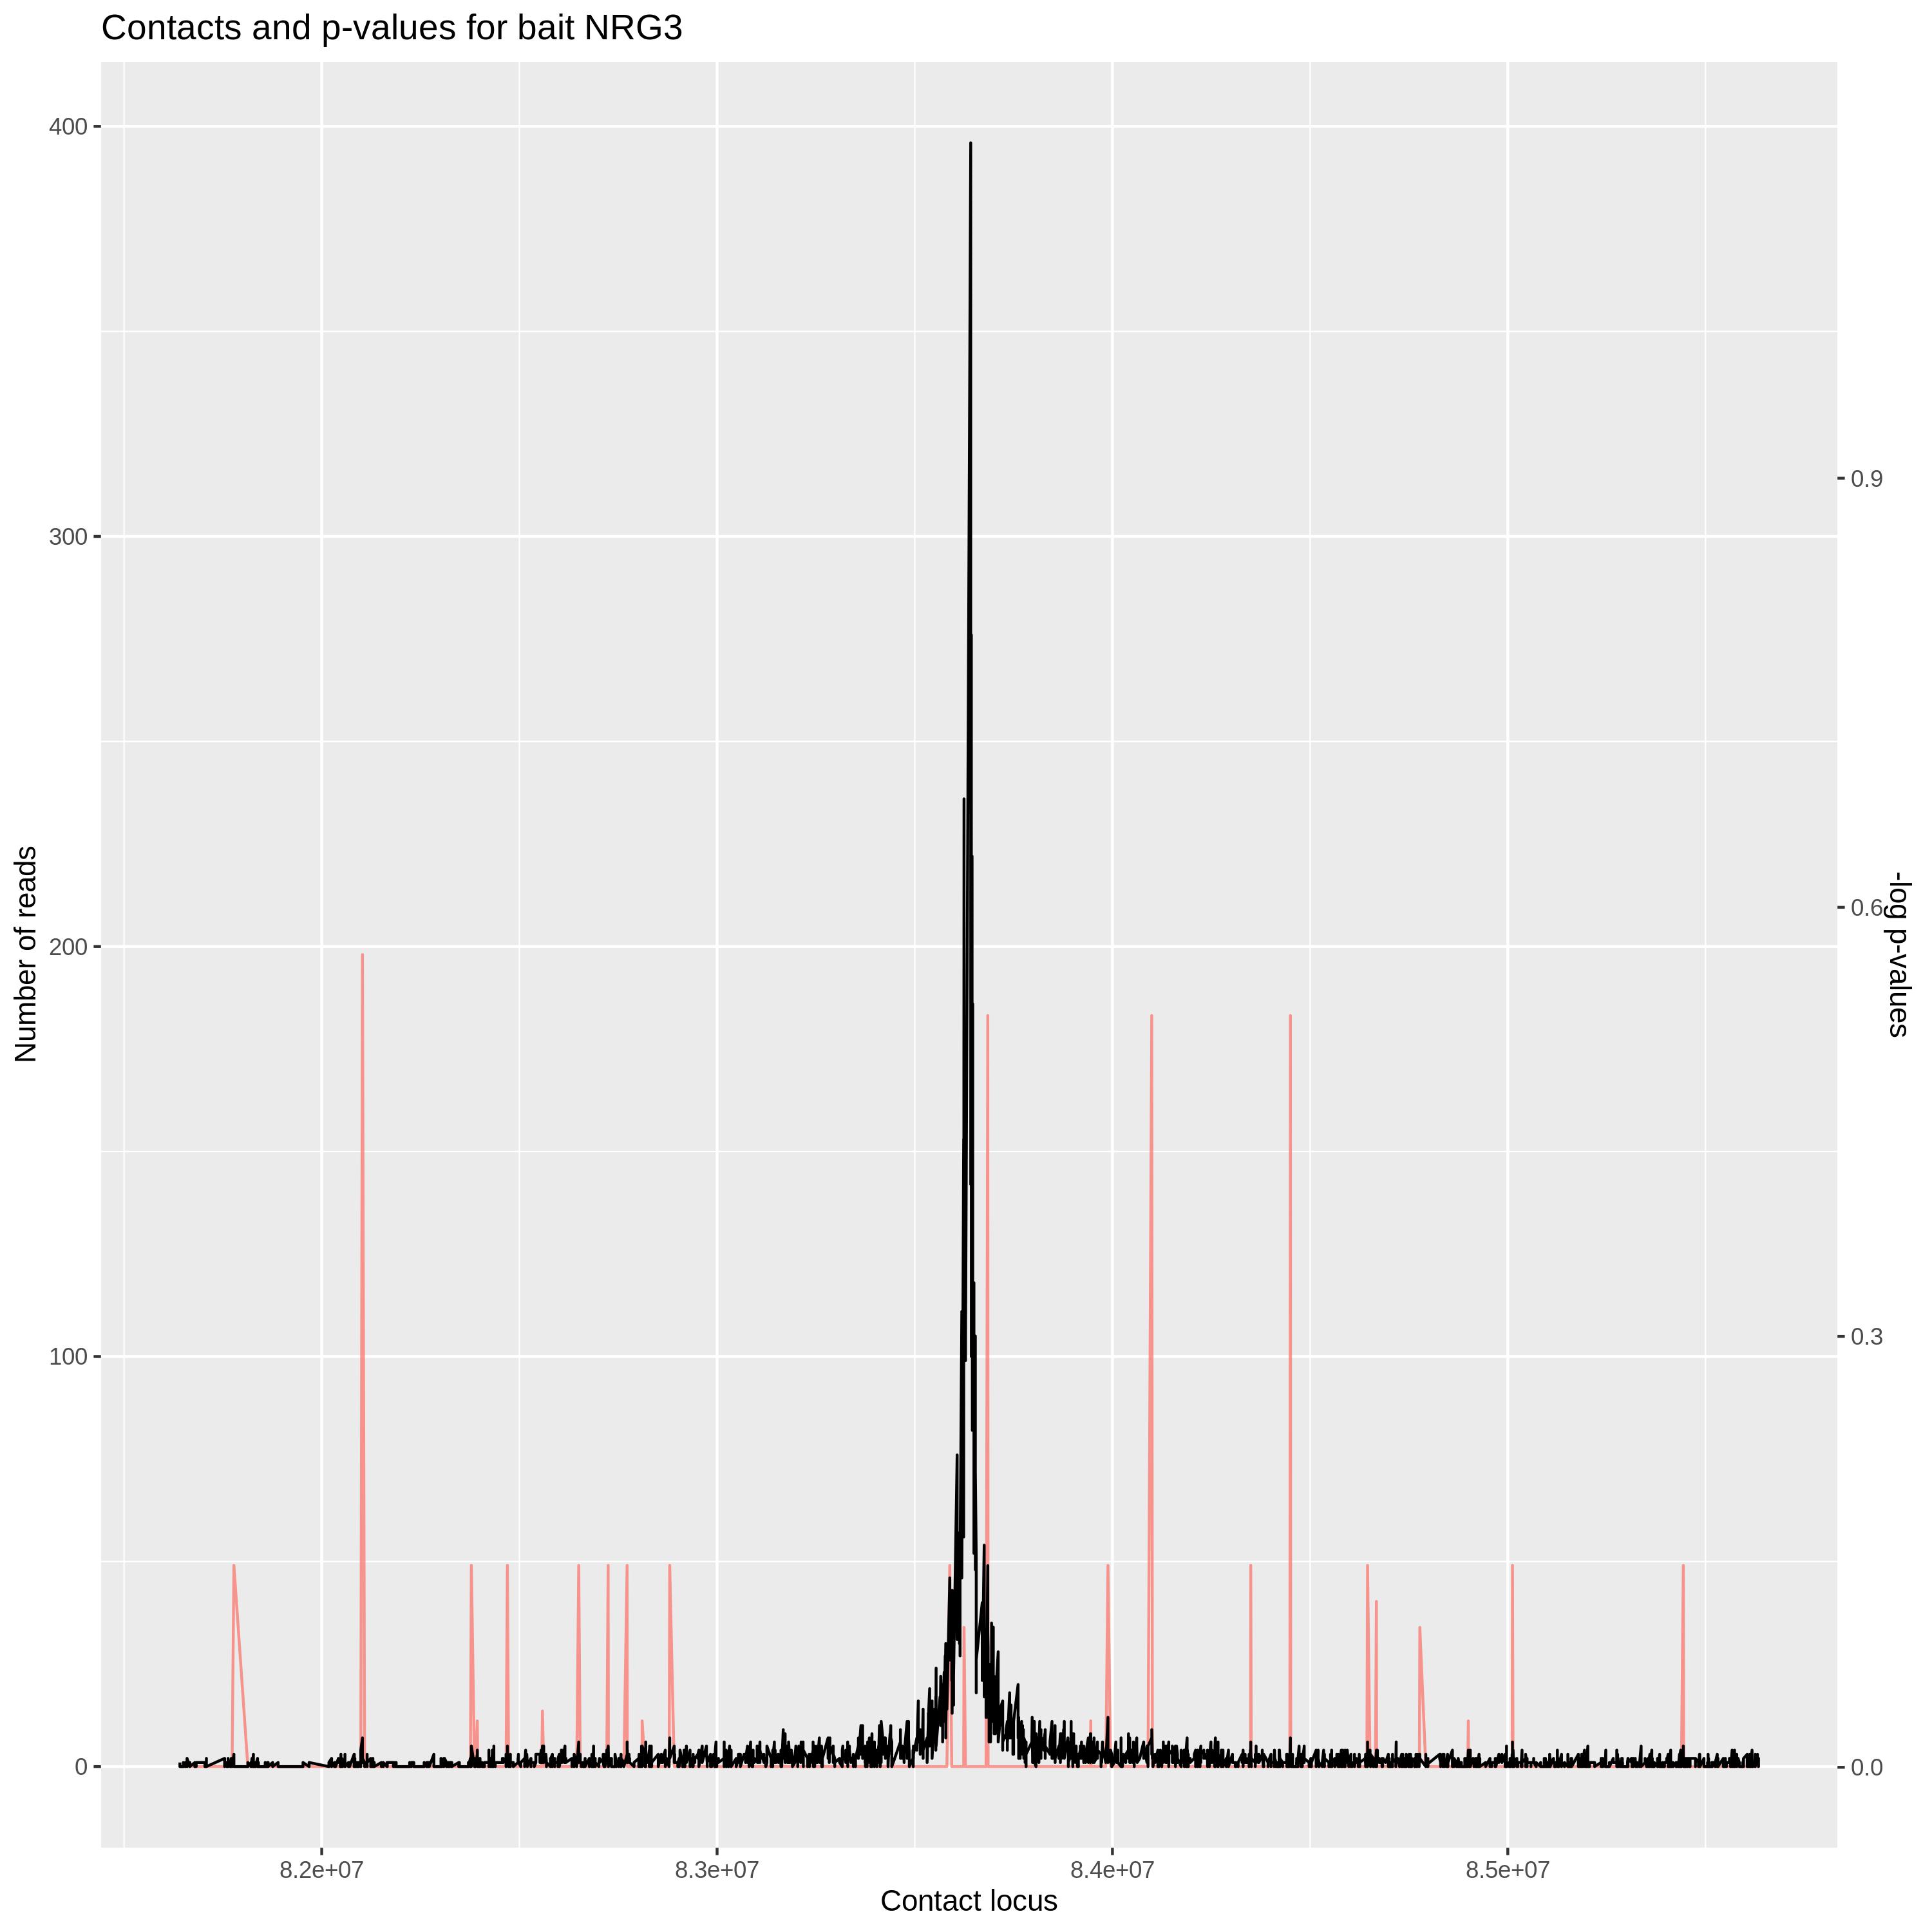 Contacts and p-values for bait NRG3
400
300
200
100
0
Number of reads
0.9
0.6
0.3
0.0
-log p-values
8.2e+07
8.3e+07
8.4e+07
8.5e+07
Contact locus